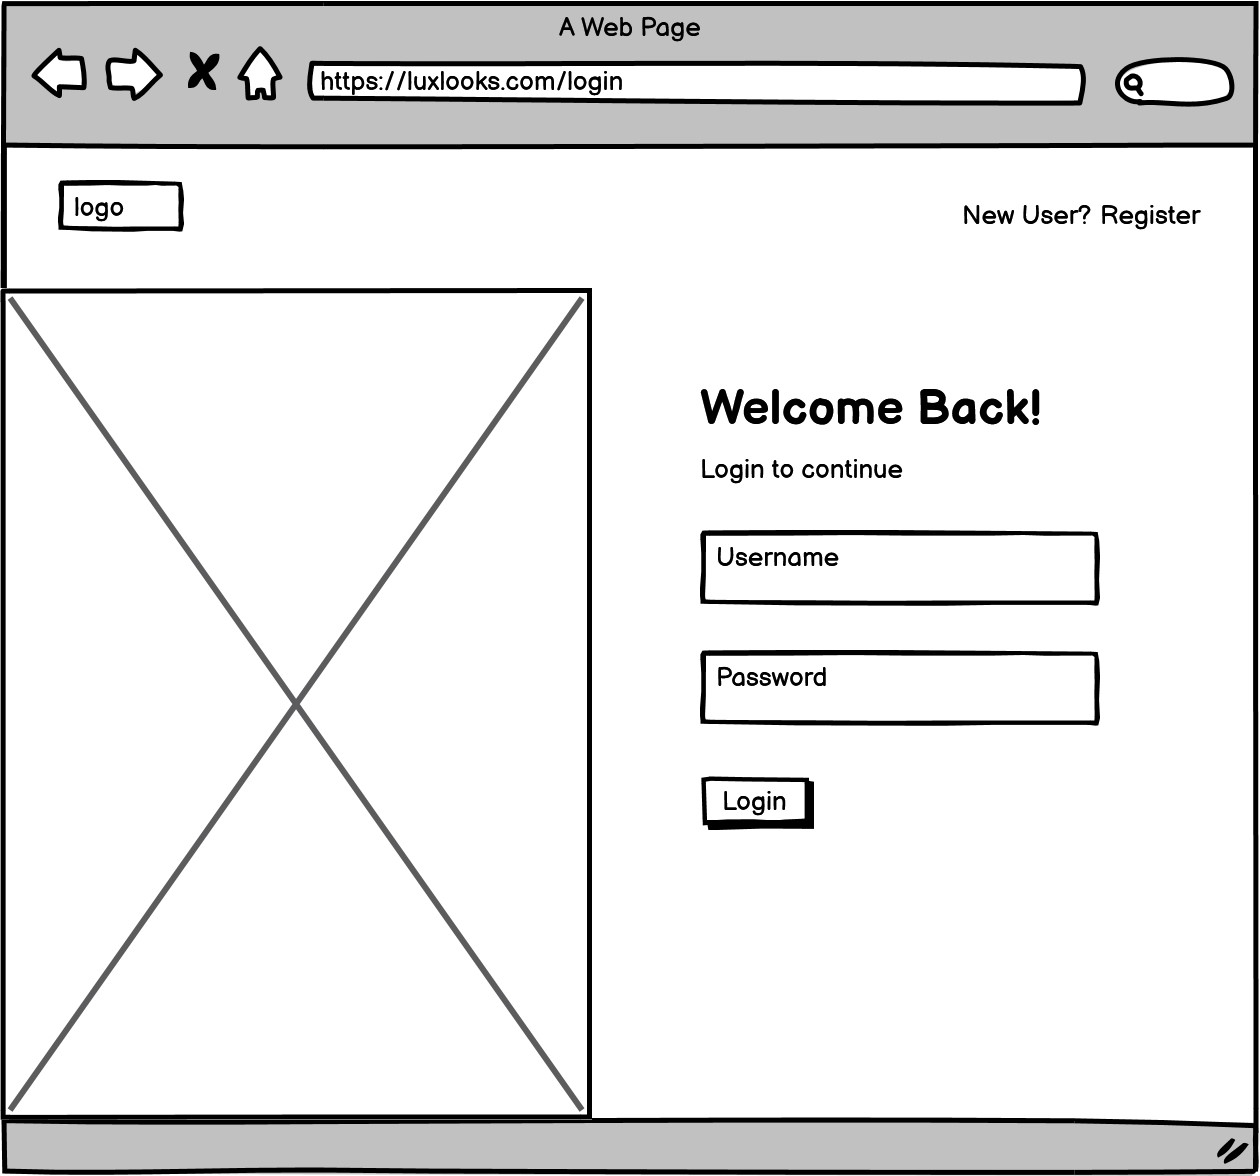 A Web Page
https://luxlooks.com/login
logo
New User? Register
Welcome Back!
Login to continue
Username
Password
Login